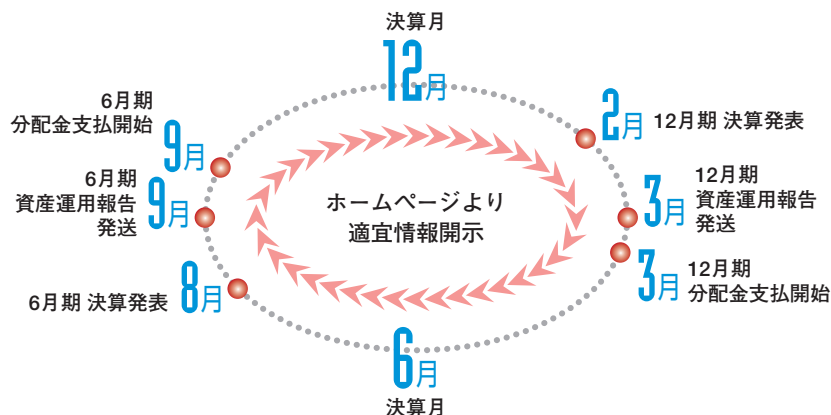 決算月
12月
2月 12月期 決算発表
3月 12月期
資産運用報告
発送
3月 12月期
分配金支払開始
6月
決算月
6月期 決算発表 8月
6月期
資産運用報告
発送
9月
6月期
分配金支払開始
9月
ホームページより
適宜情報開示